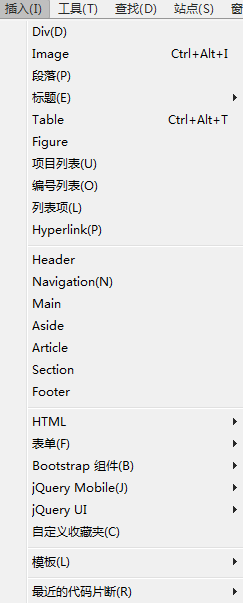 插入(I) 工具(T) 查找(D) 站点(S) 窗
Div(D)
Image Ctrl+Alt+I
段落(P)
标题(E)
Table Ctrl+Alt+T
Figure
项目列表(U)
编号列表(O)
列表项(L)
Hyperlink(P)
Header
Navigation(N)
Main
Aside
Article
Section
Footer
HTML
表单(F)
Bootstrap 组件(B)
jQuery Mobile(J)
jQuery UI
自定义收藏夹(C)
模板(L)
最近的代码片断(R)